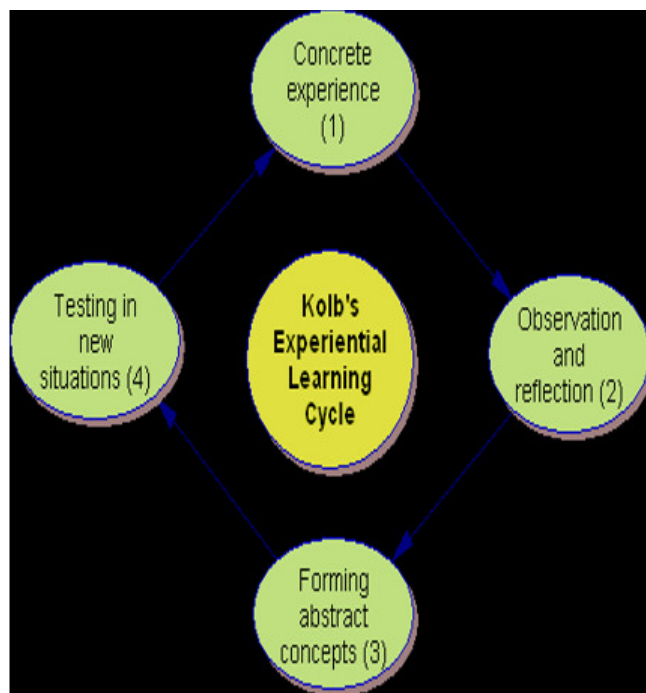 Concrete
experience
(1)
Testing in
new
situations (4)
Kolb's
Experiential
Learning
Cycle
Observation
and
reflection (2)
Forming
abstract
concepts (3)